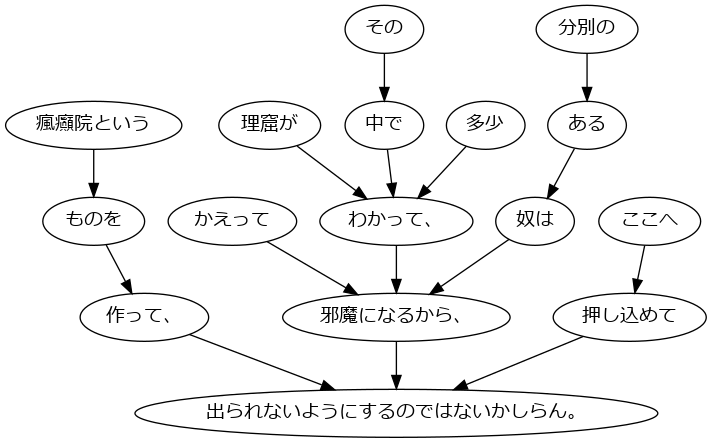 その
分別の
瘋癲院という
理窟が
中で
多少
ある
ものを
かえって
わかって、
奴は
ここへ
作って、
邪魔になるから、
押し込めて
出られないようにするのではないかしらん。